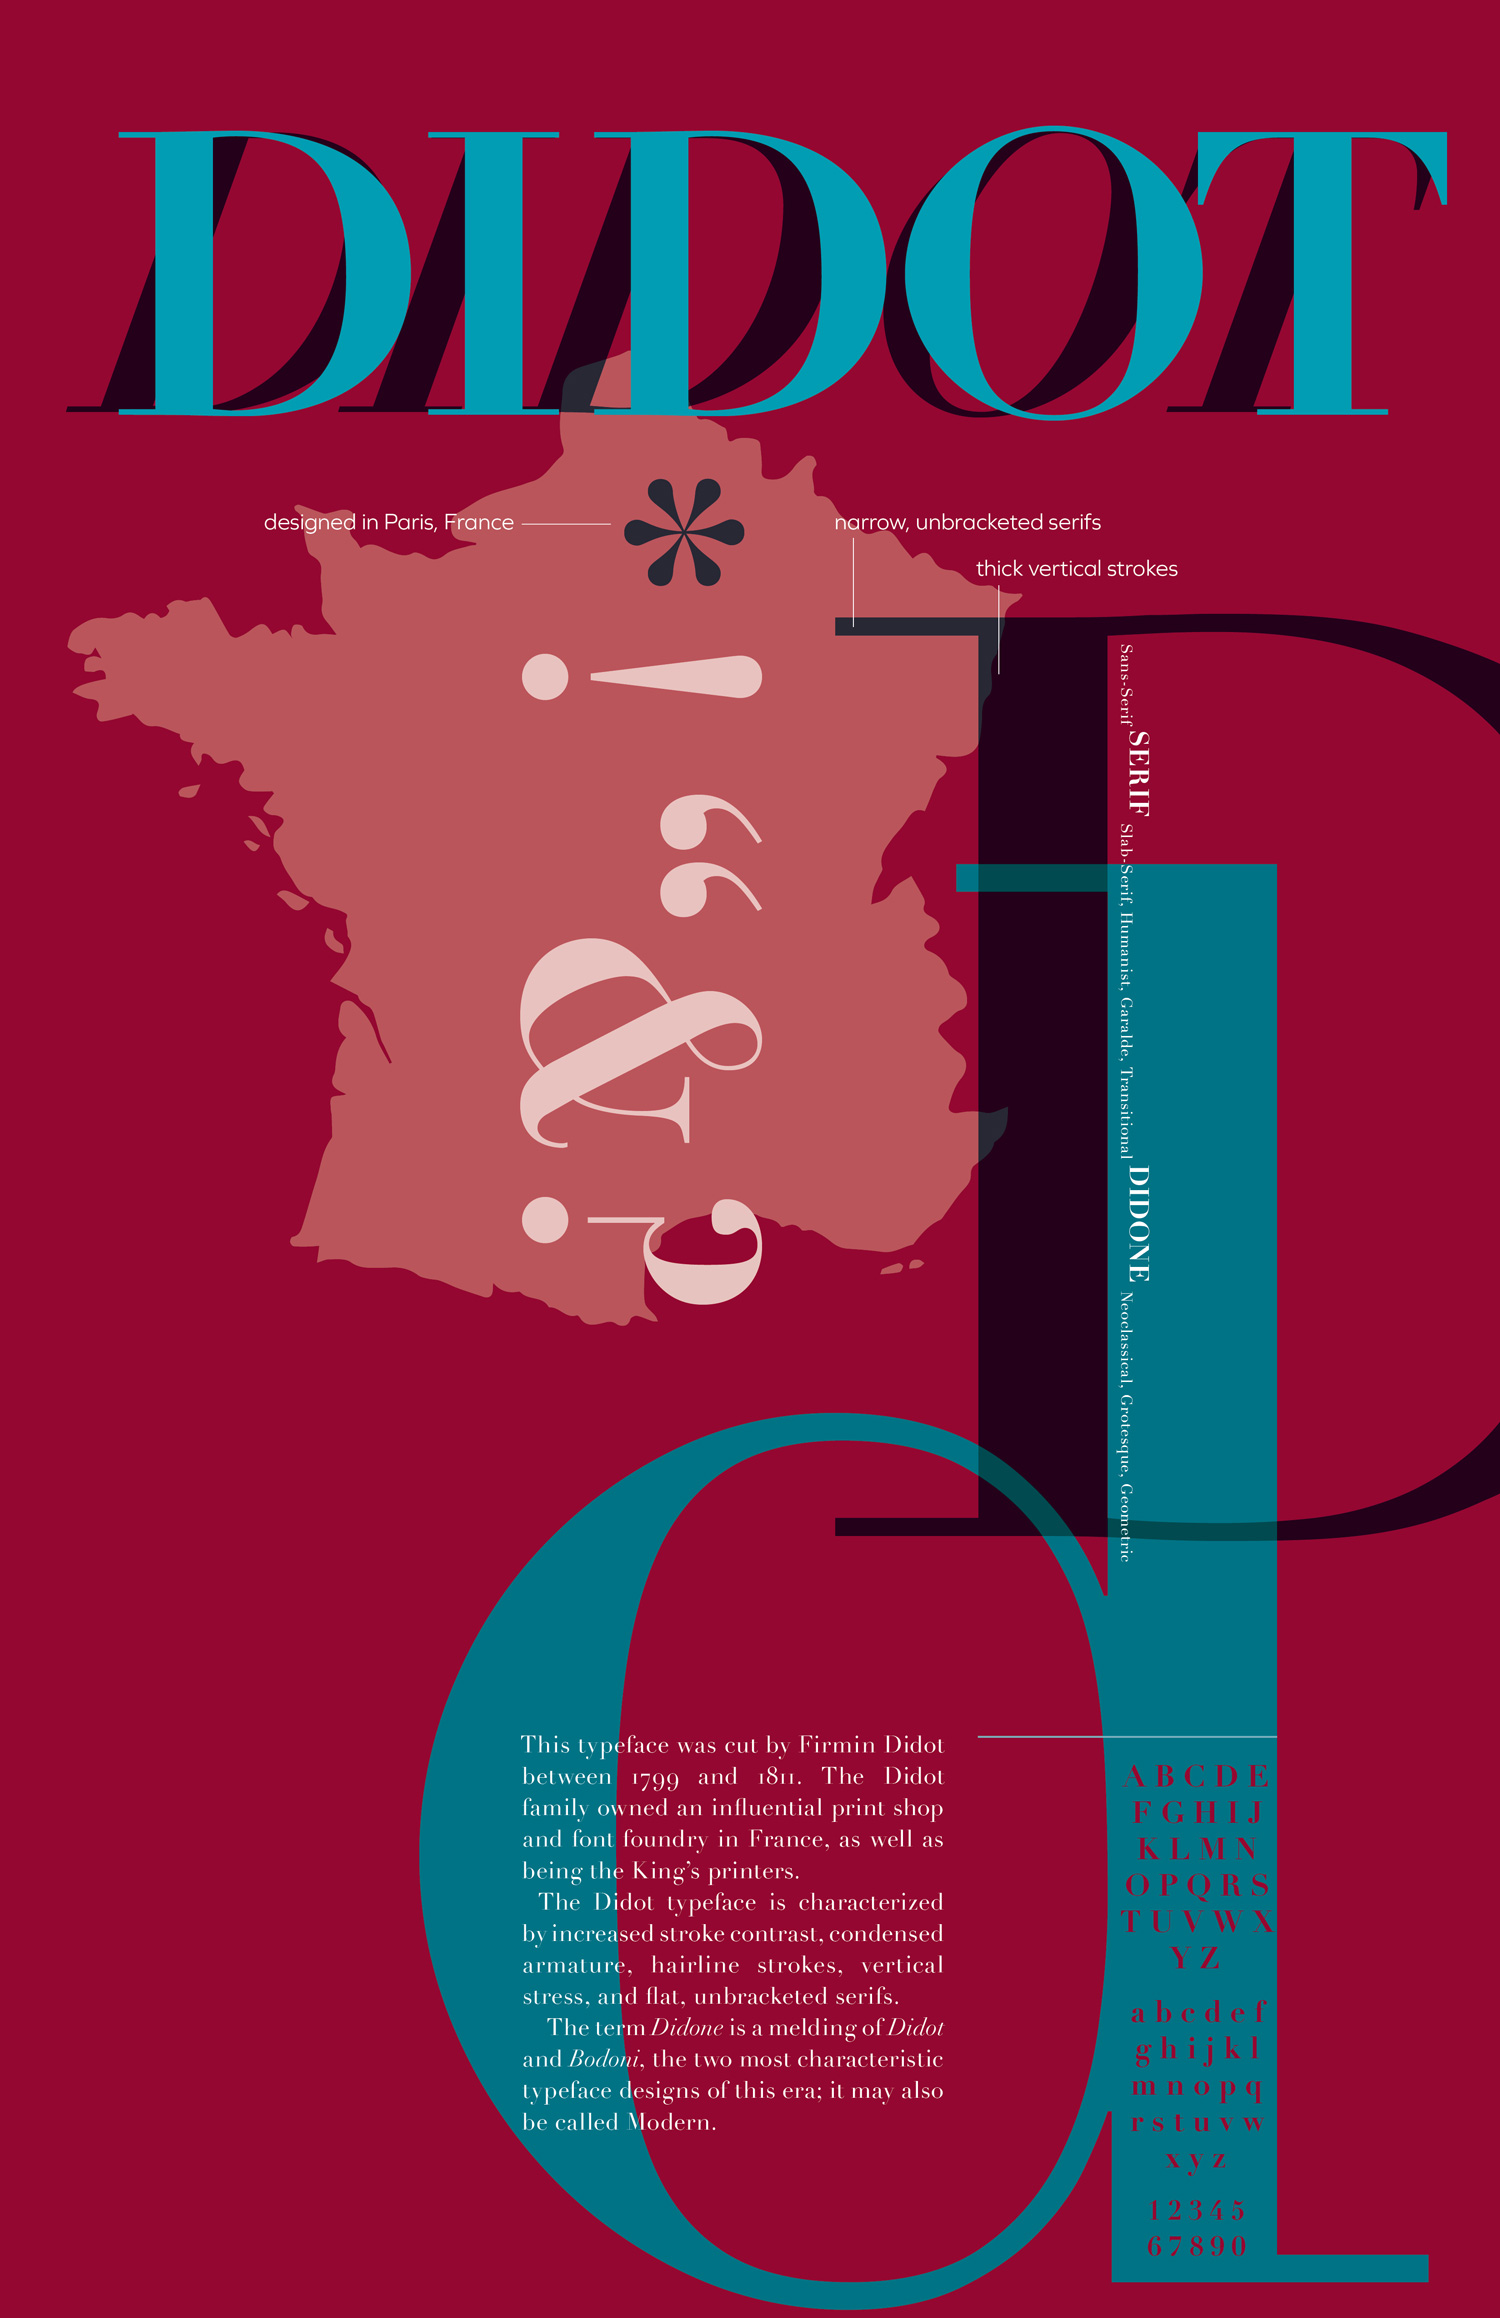 DIDOT
designed in Paris, France
*
narrow, unbracketed serifs
thick vertical strokes
! ,, & ?
D
d
Sans-Serif SERIF Slab-Serif, Humanist, Garalde, Transitional DIDONE Neoclassical, Grotesque, Geometric
This typeface was cut by Firmin Didot
between 1799 and 1811. The Didot
family owned an influential print shop
and font foundry in France, as well as
being the King’s printers.
The Didot typeface is characterized
by increased stroke contrast, condensed
armature, hairline strokes, vertical
stress, and flat, unbracketed serifs.
The term Didone is a melding of Didot
and Bodoni, the two most characteristic
typeface designs of this era; it may also
be called Modern.
A B C D E
F G H I J
K L M N
O P Q R S
T U V W X
Y Z
a b c d e f
g h i j k l
m n o p q
r s t u v w
x y z
1 2 3 4 5
6 7 8 9 0